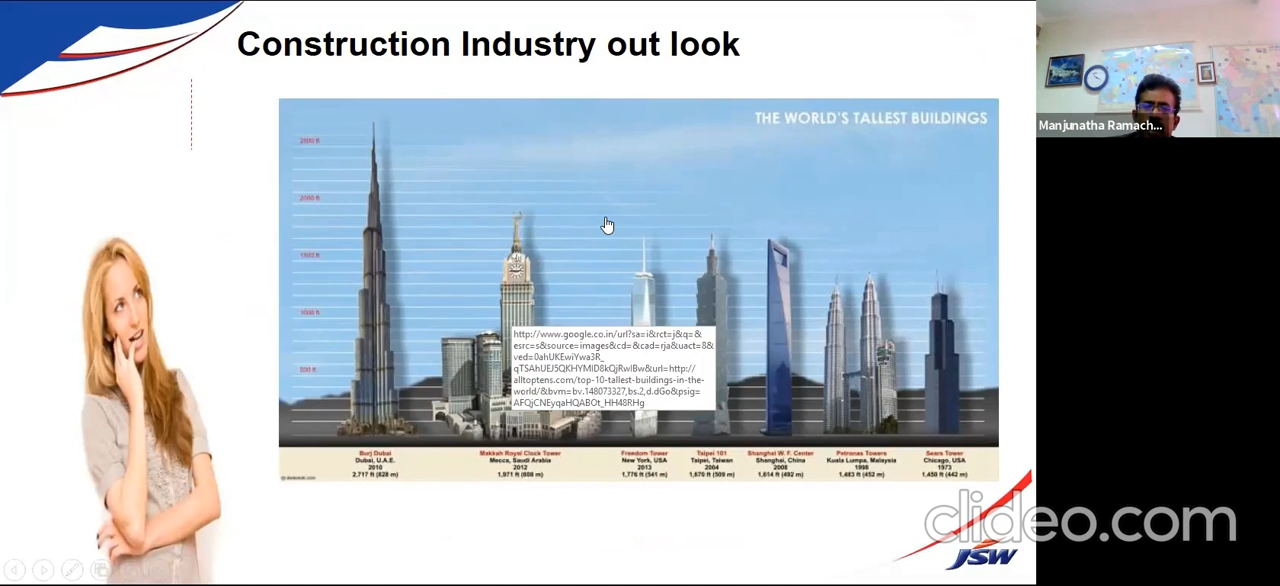 Construction Industry out look
THE WORLD'S TALLEST BUILDINGS
2500 ft
2000 ft
1500 ft
1000 ft
500 ft
http://www.google.co.in/url?sa=i&rct=j&q=&
esrc=s&source=images&cd=&cad=rja&uact=8&
ved=0ahUKEwiYwa3R_
qTSAhUEJ5QKHYMID8kQjRwIBw&url=http://
alltoptens.com/top-10-tallest-buildings-in-the-
world/&bvm=bv.148073327,bs.2,d.dGo&psig=
AFQjCNEyqaHQABOt_HH48RHg
Burj Dubai
Dubai, U.A.E.
2010
2,717 ft (828 m)
Makkah Royal Clock Tower
Mecca, Saudi Arabia
2012
1,971 ft (608 m)
Freedom Tower
New York, USA
2013
1,776 ft (541 m)
Taipei 101
Taipei, Taiwan
2004
1,670 ft (509 m)
Shanghai W. F. Center
Shanghai, China
2008
1,614 ft (492 m)
Petronas Towers
Kuala Lumpa, Malaysia
1998
1,483 ft (452 m)
Sears Tower
Chicago, USA
1973
1,450 ft (442 m)
Manjunatha Ramach...
clideo.com
JSW